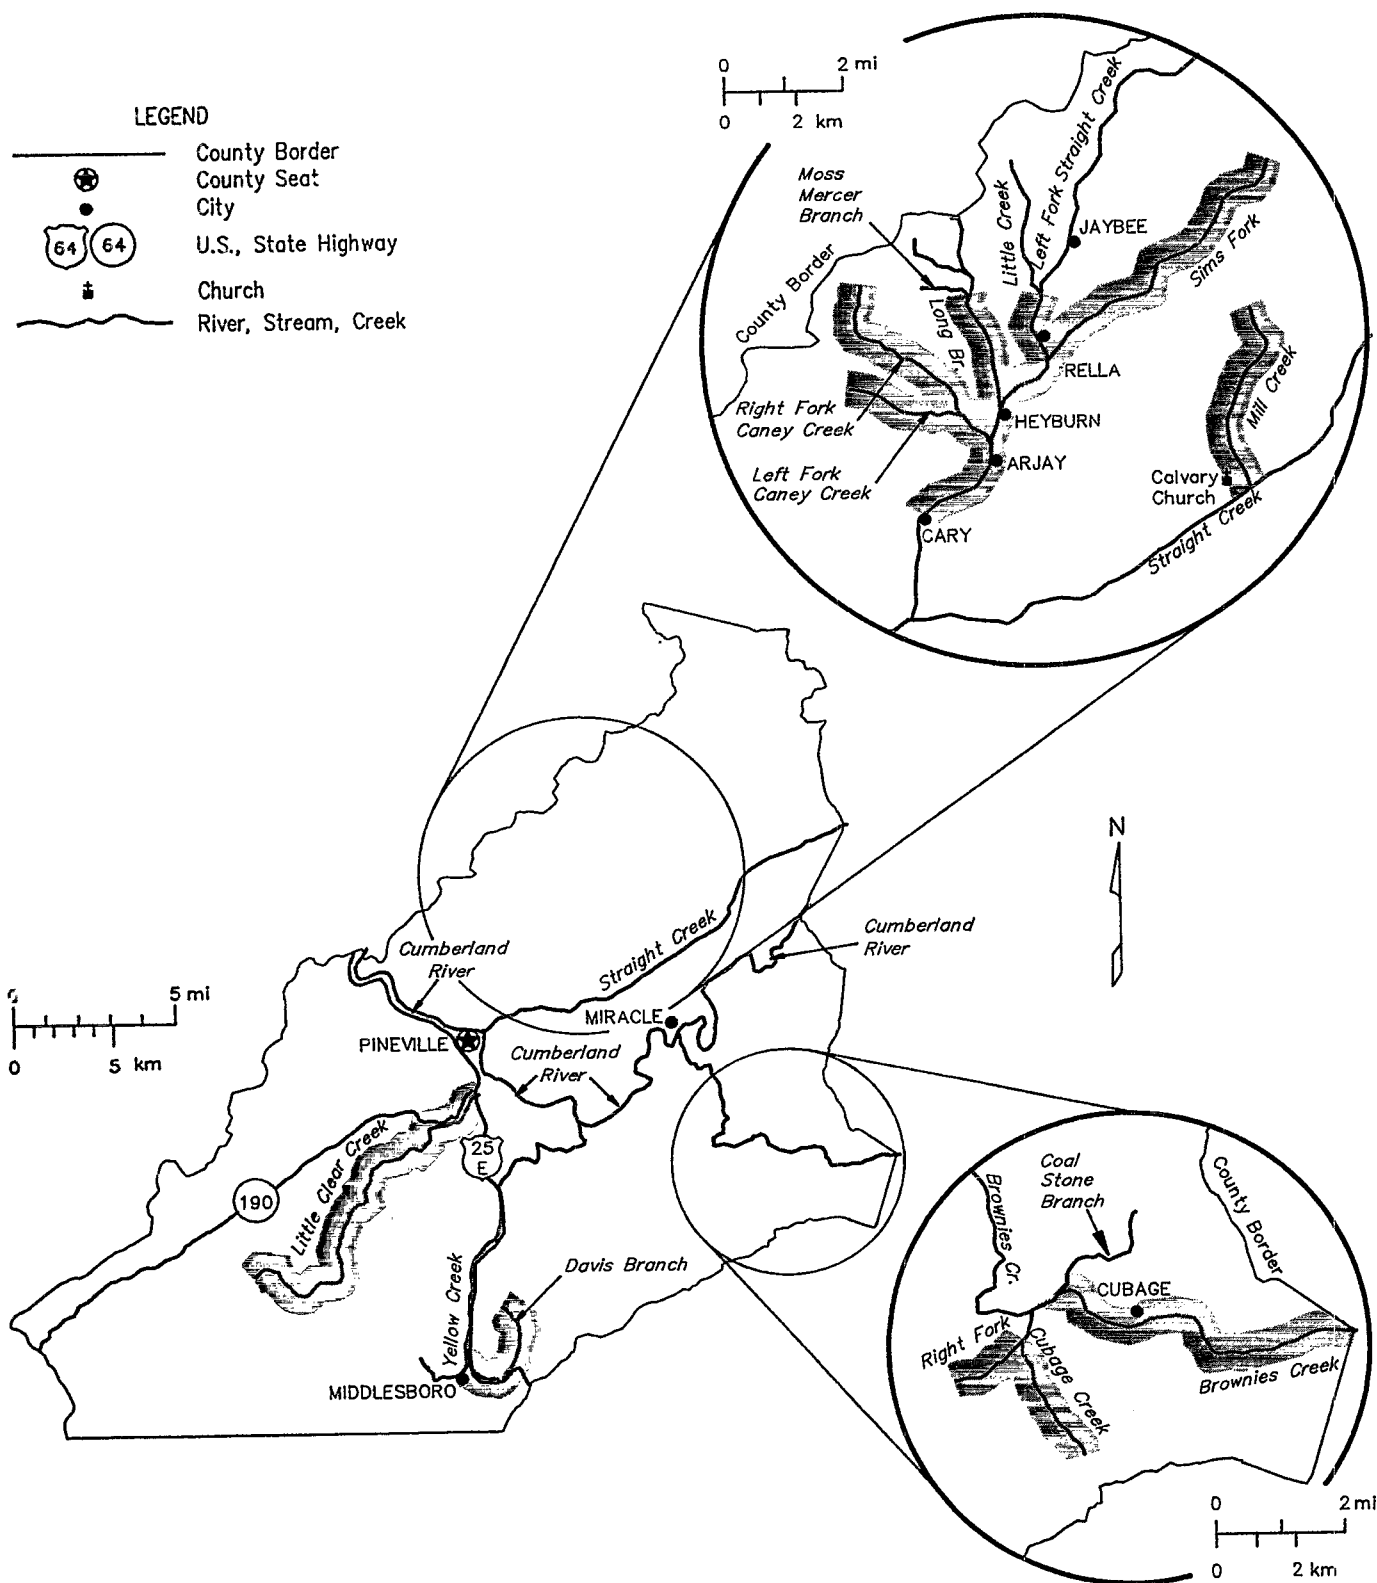 LEGEND
County Border
County Seat
City
64 64 U.S., State Highway
Church
River, Stream, Creek
0 2 mi
0 2 km
Moss
Mercer
Branch
Little Creek
Left Fork Straight Creek
JAYBEE
Sims Fork
County Border
Long Br.
RELLA
Mill Creek
Right Fork
Caney Creek
HEYBURN
Left Fork
Caney Creek
ARJAY
Calvary
Church
CARY
Straight Creek
N
Cumberland
River
Straight Creek
Cumberland
River
5 mi
0 5 km
MIRACLE
PINEVILLE
Cumberland
River
Little Clear Creek
25
E
190
Yellow Creek
Davis Branch
MIDDLESBORO
Coal
Stone
Branch
Brownies Cr.
County Border
CUBAGE
Right Fork
Cubage Creek
Brownies Creek
0 2 mi
0 2 km